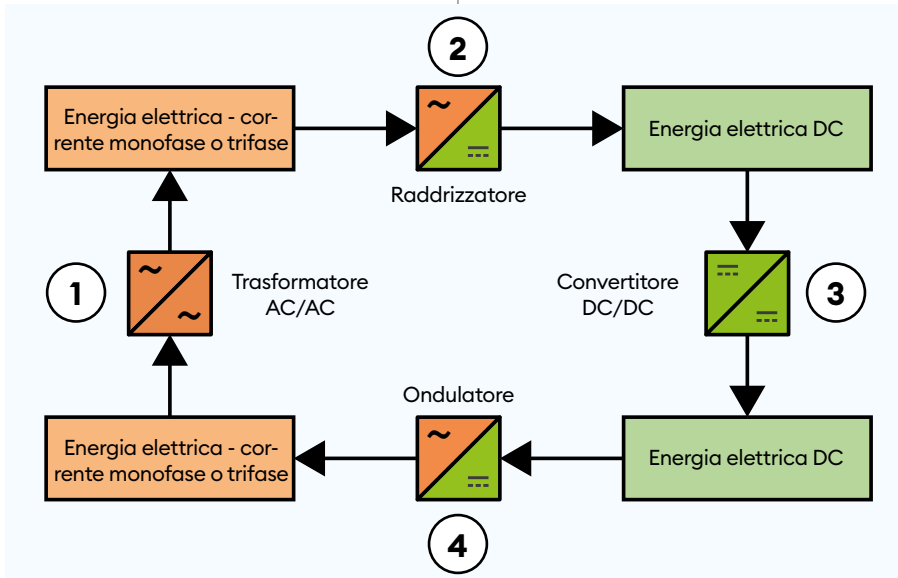 2
Energia elettrica - cor-
rente monofase o trifase
Energia elettrica DC
Raddrizzatore
1
Trasformatore
AC/AC
Convertitore
DC/DC
3
Ondulatore
Energia elettrica - cor-
rente monofase o trifase
Energia elettrica DC
4